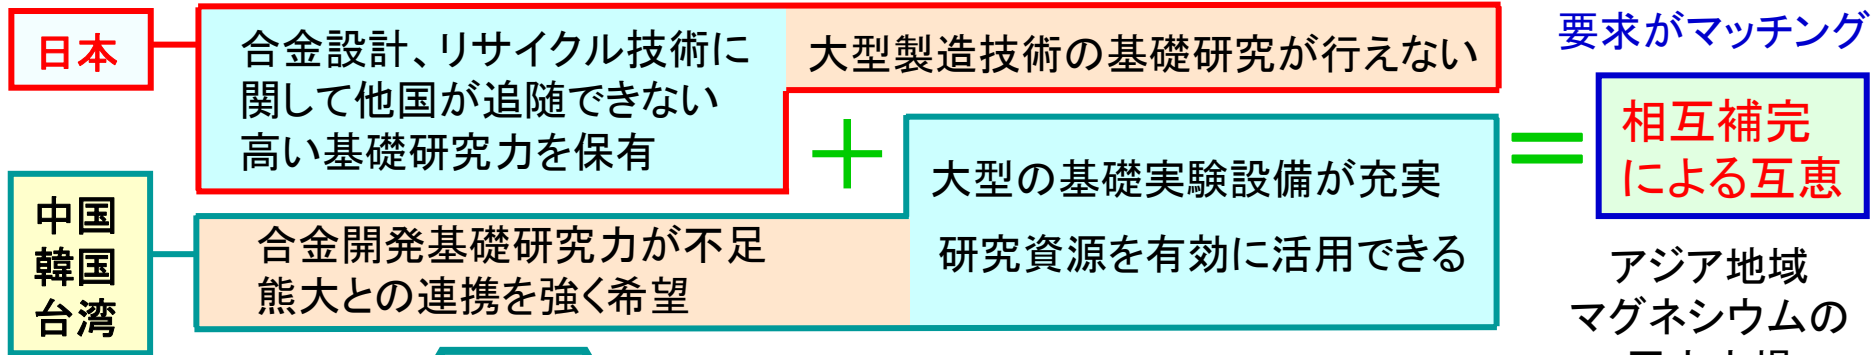 日本
合金設計、リサイクル技術に
関して他国が追随できない
高い基礎研究力を保有
大型製造技術の基礎研究が行えない
+
中国
韓国
台湾
合金開発基礎研究力が不足
熊大との連携を強く希望
大型の基礎実験設備が充実
研究資源を有効に活用できる
=
要求がマッチング
相互補完
による互恵
アジア地域
マグネシウムの